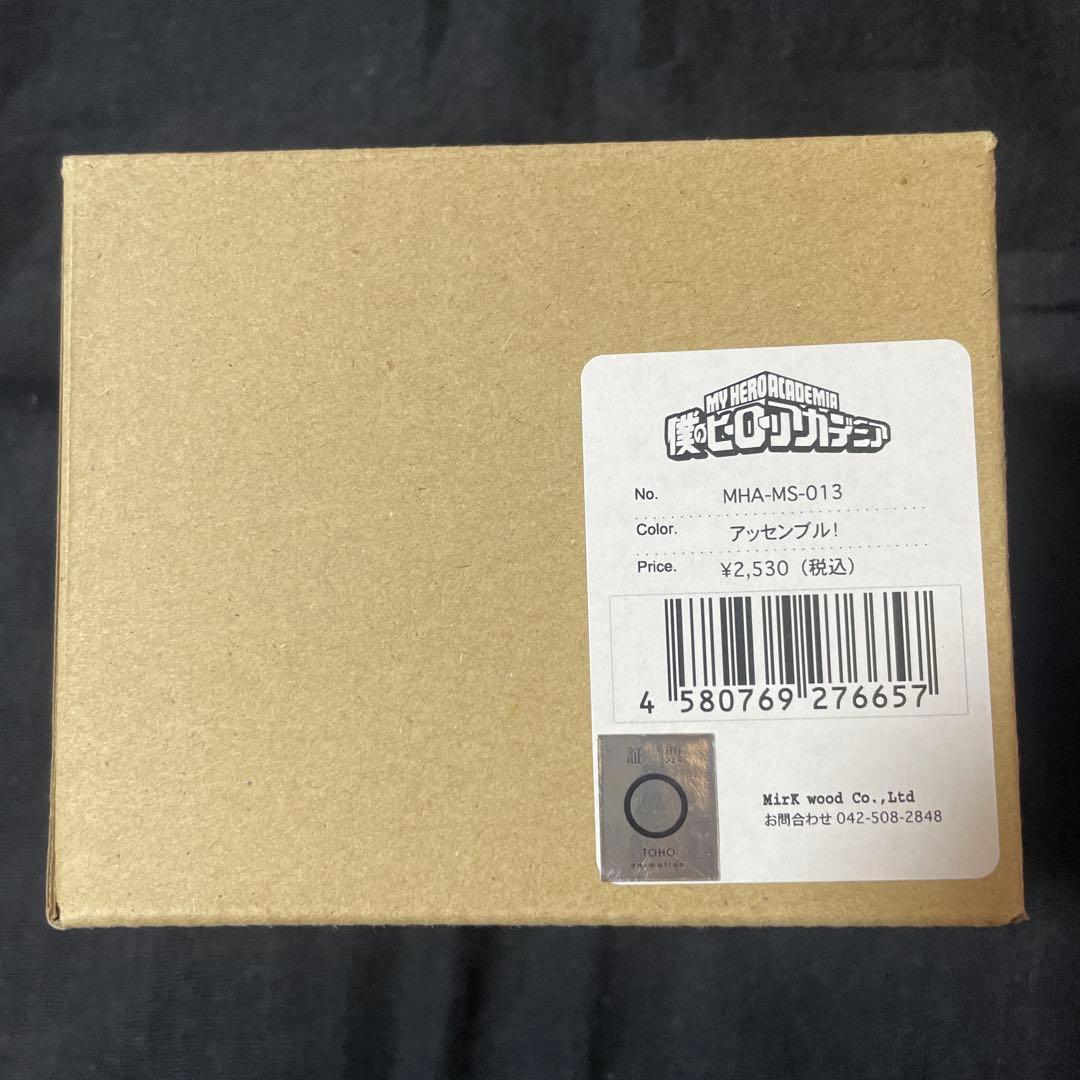 MY HERO ACADEMIA
僕のヒーローアカデミア
No. MHA-MS-013
Color. アッセンブル!
Price. ¥2,530（税込）
4 580769 276657
証 票
TOHO
animation
MirK wood Co.,Ltd
お問合わせ 042-508-2848